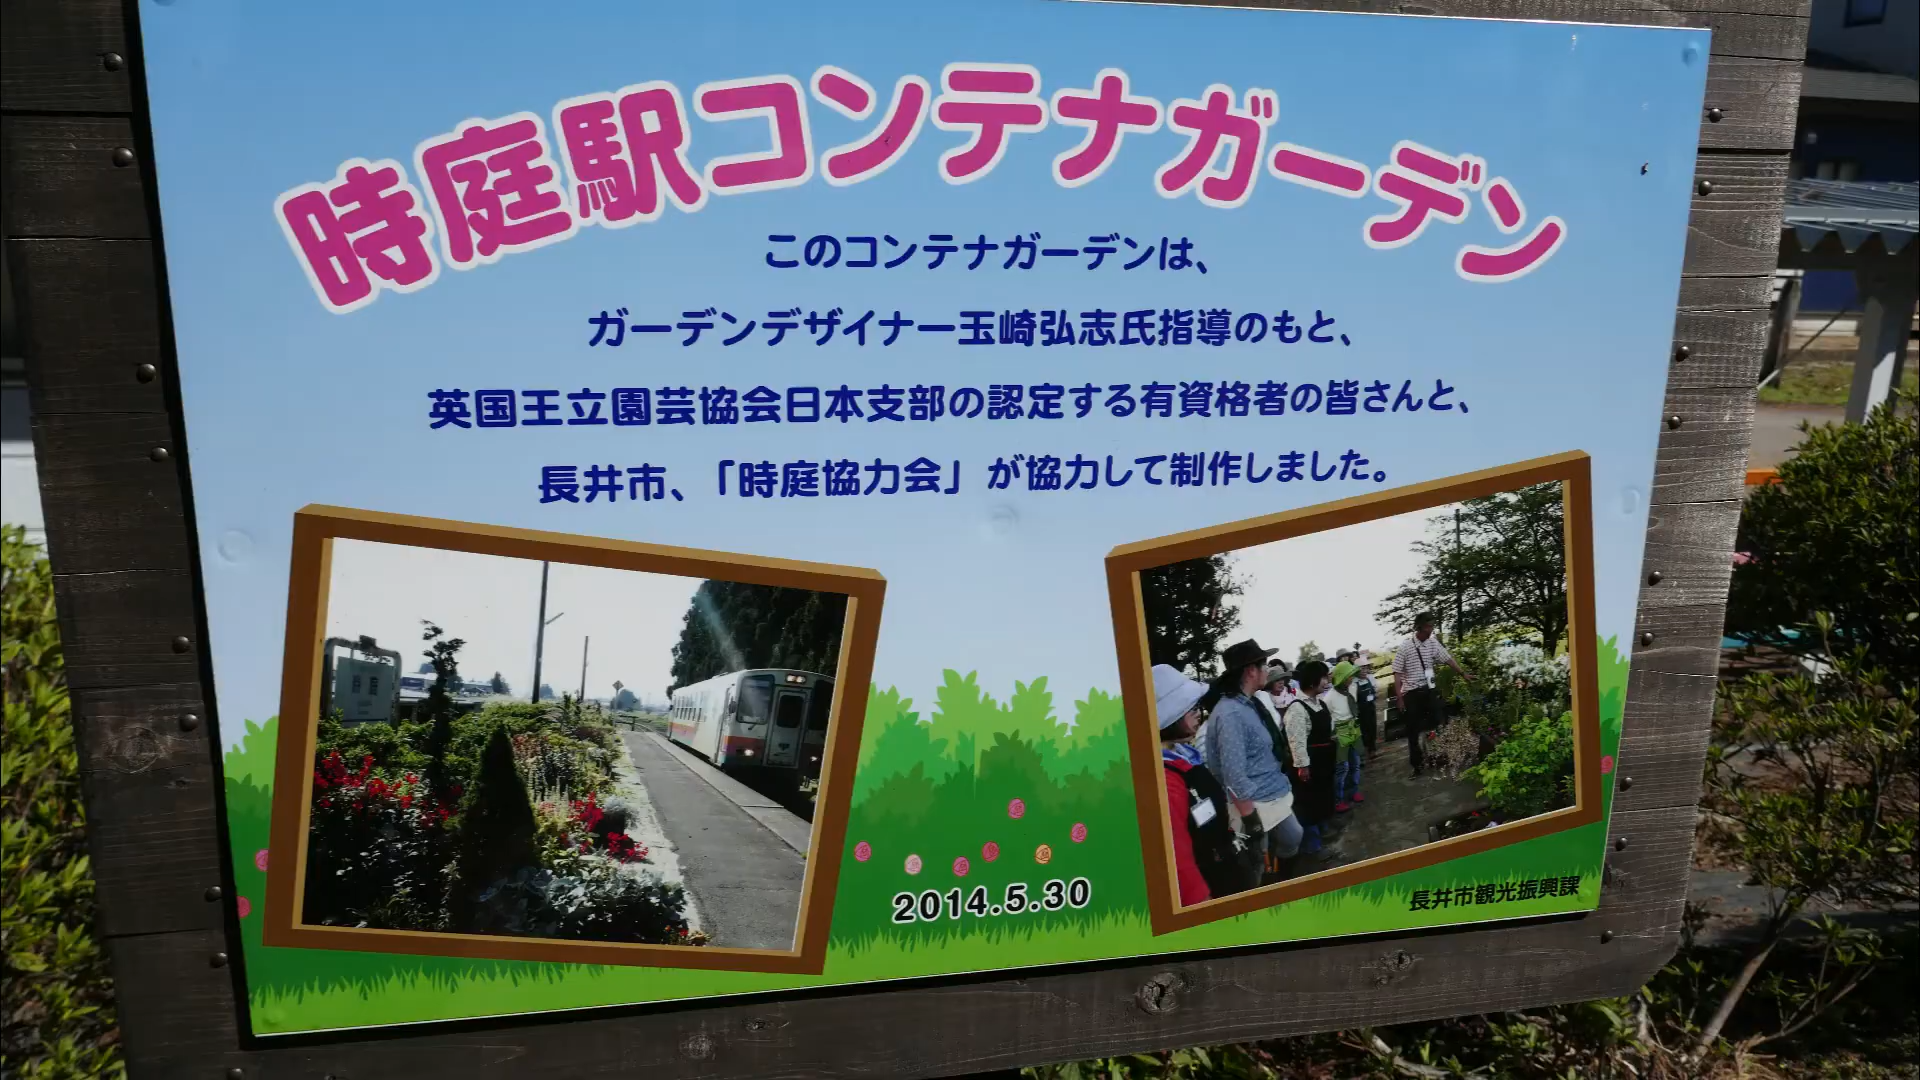 時庭駅コンテナガーデン
このコンテナガーデンは、
ガーデンデザイナー玉崎弘志氏指導のもと、
英国王立園芸協会日本支部の認定する有資格者の皆さんと、
長井市、「時庭協力会」が協力して制作しました。
時庭
2014.5.30
長井市観光振興課